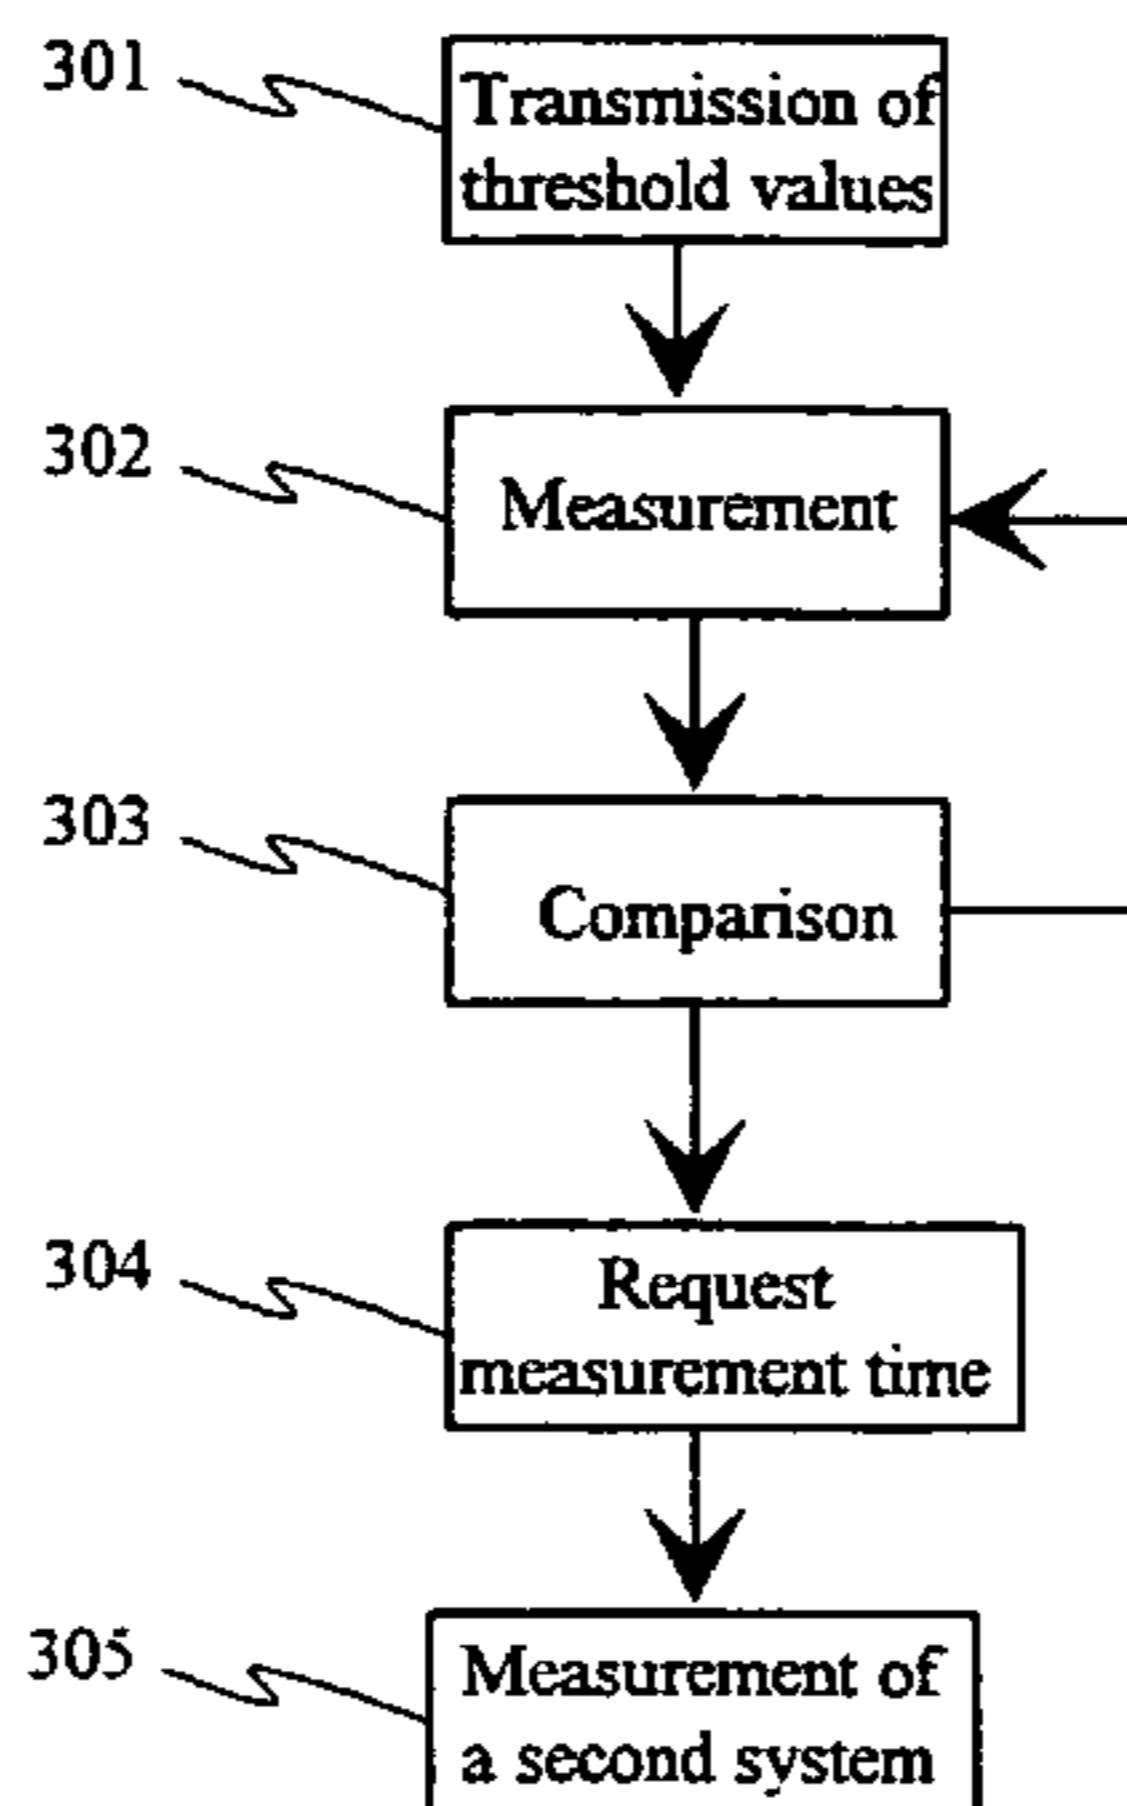 301
Transmission of
threshold values
302
Measurement
303
Comparison
304
Request
measurement time
305
Measurement of
a second system